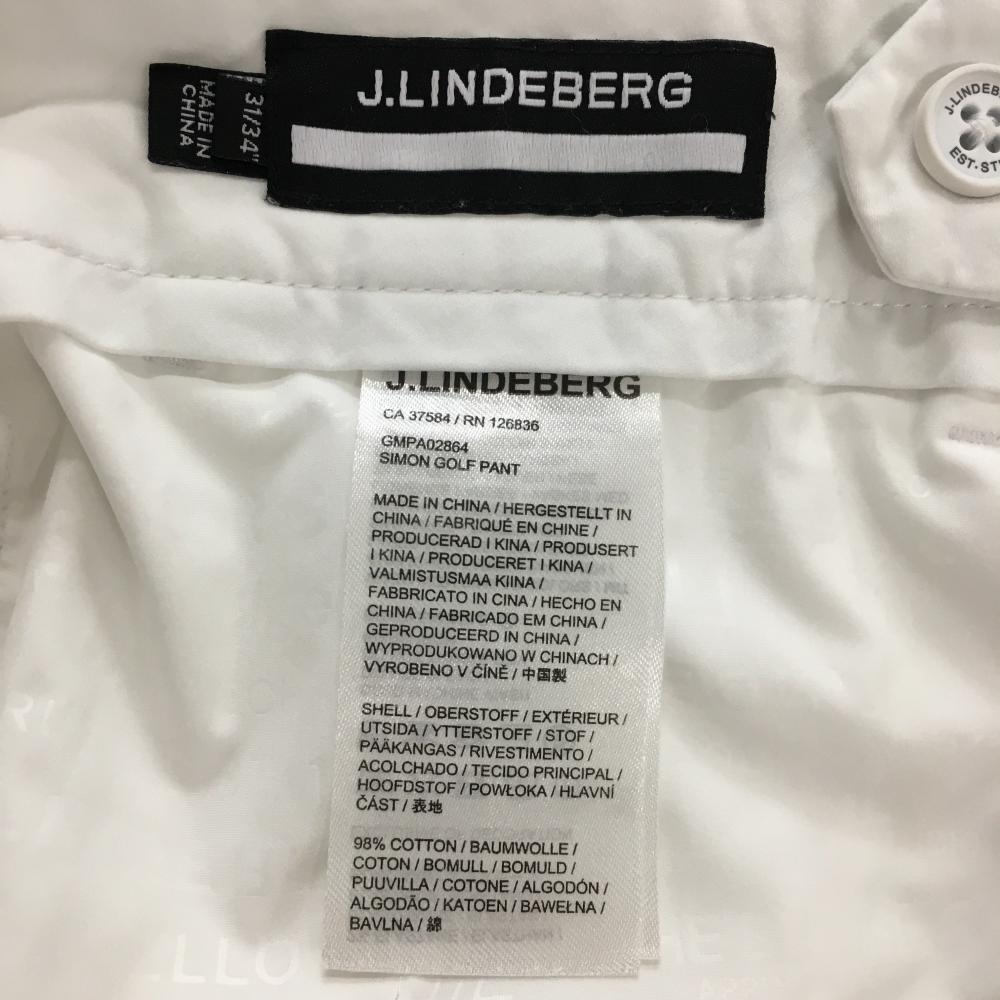 J.LINDEBERG
31/34"
MADE IN
CHINA
J.LINDEB
EST·ST
J.LINDEBERG
CA 37584 / RN 126836
GMPA02864
SIMON GOLF PANT
MADE IN CHINA / HERGESTELLT IN
CHINA / FABRIQUÉ EN CHINE /
PRODUCERAD I KINA / PRODUSERT
I KINA / PRODUCERET I KINA /
VALMISTUSMAA KIINA /
FABBRICATO IN CINA / HECHO EN
CHINA / FABRICADO EM CHINA /
GEPRODUCEERD IN CHINA /
WYPRODUKOWANO W CHINACH /
VYROBENO V ČÍNĚ / 中国製
SHELL / OBERSTOFF / EXTÉRIEUR /
UTSIDA / YTTERSTOFF / STOF /
PÄÄKANGAS / RIVESTIMENTO /
ACOLCHADO / TECIDO PRINCIPAL /
HOOFDSTOF / POWŁOKA / HLAVNÍ
ČÁST / 表地
98% COTTON / BAUMWOLLE /
COTON / BOMULL / BOMULD /
PUUVILLA / COTONE / ALGODÓN /
ALGODÃO / KATOEN / BAWEŁNA /
BAVLNA / 綿